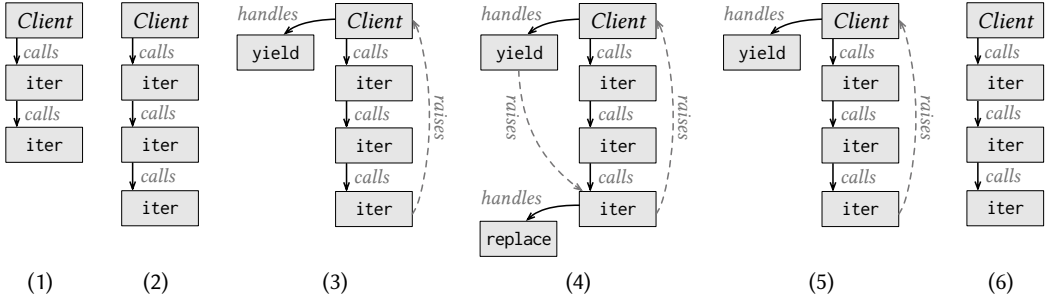 Client
calls
iter
calls
iter
(1)
Client
calls
iter
calls
iter
calls
iter
(2)
handles
Client
yield
calls
iter
calls
raises
iter
calls
iter
(3)
handles
Client
yield
calls
iter
raises
calls
raises
iter
calls
handles
iter
replace
(4)
handles
Client
yield
calls
iter
calls
raises
iter
calls
iter
(5)
Client
calls
iter
calls
iter
calls
iter
(6)